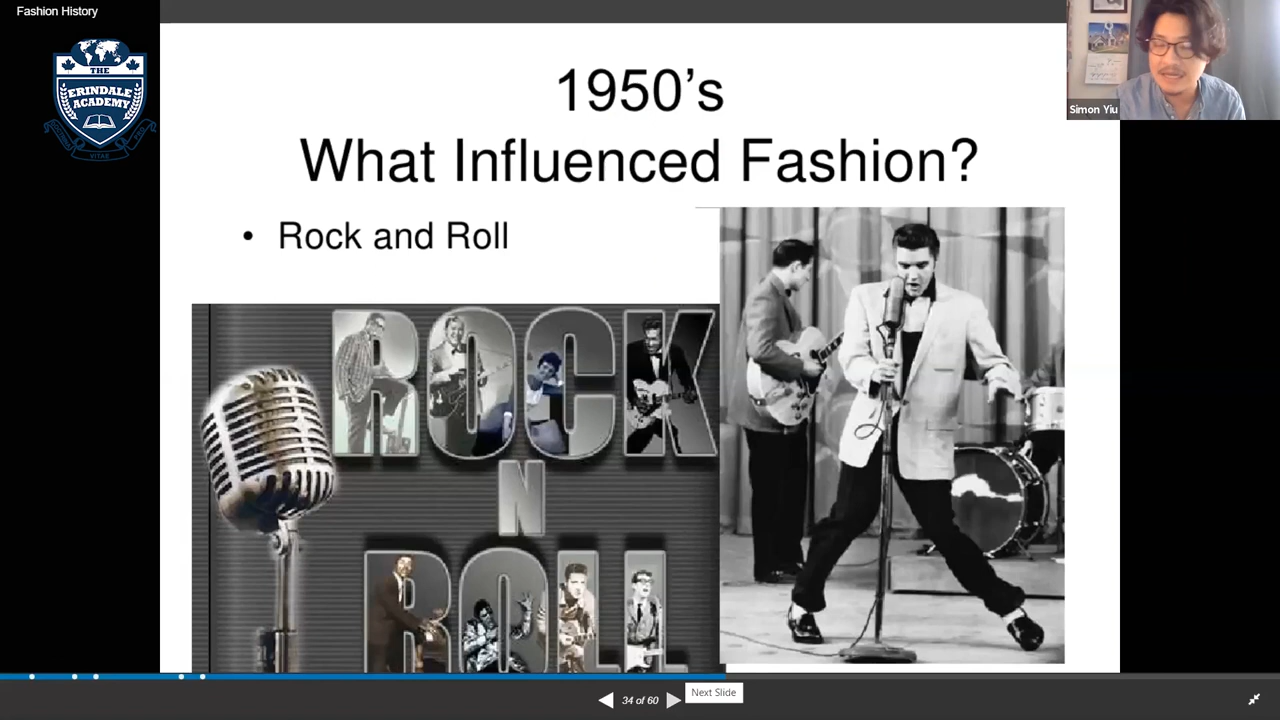 Fashion History
THE
ERINDALE
ACADEMY
VITAE
Simon Yiu
1950's
What Influenced Fashion?
• Rock and Roll
ROCK
N
ROLL
34 of 60
Next Slide